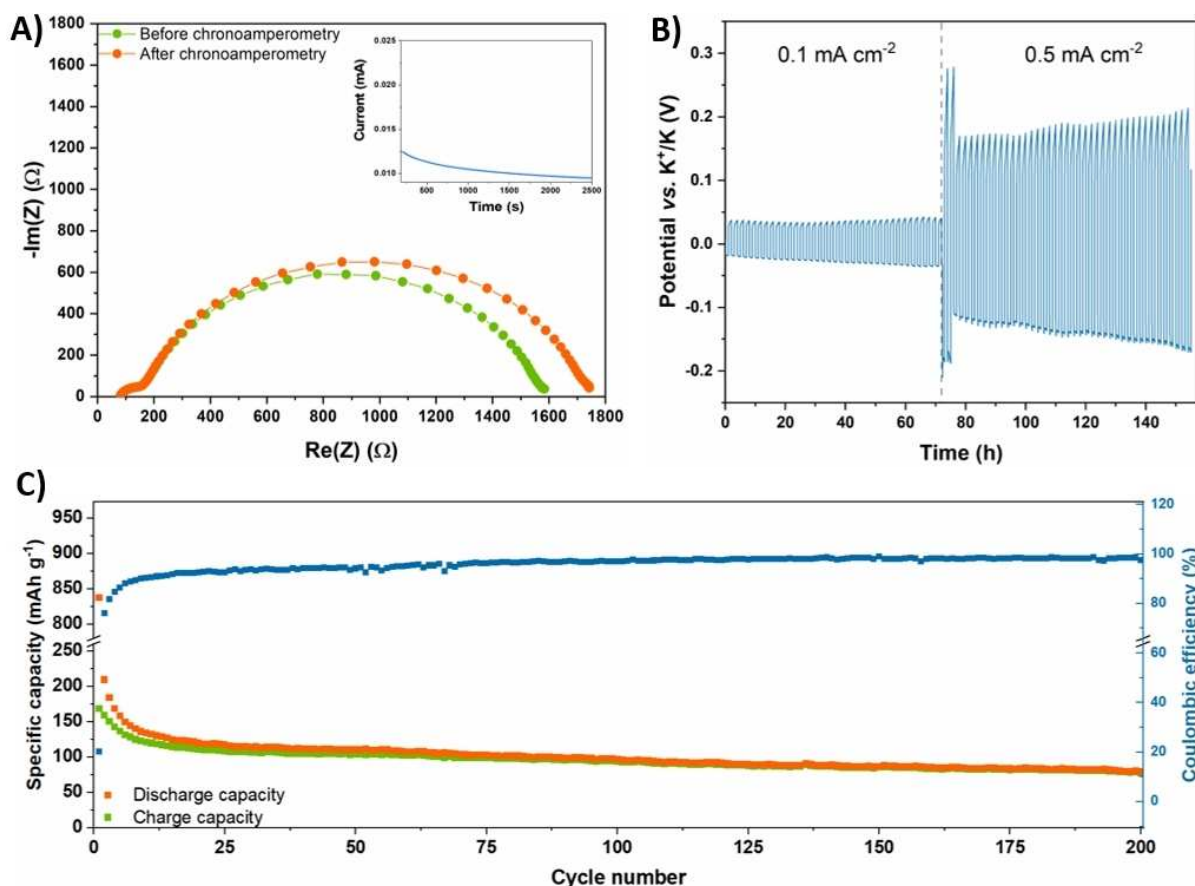 A)
Before chronoamperometry
After chronoamperometry
1800
1600
1400
1200
1000
800
600
400
200
0
-Im(Z) (Ω)
0 200 400 600 800 1000 1200 1400 1600 1800
Re(Z) (Ω)
0.025
0.020
0.015
0.010
Current (mA)
500 1000 1500 2000 2500
Time (s)
B)
0.1 mA cm⁻²
0.5 mA cm⁻²
0.3
0.2
0.1
0.0
-0.1
-0.2
Potential vs. K⁺/K (V)
0 20 40 60 80 100 120 140
Time (h)
C)
950
900
850
800
250
200
150
100
50
0
Specific capacity (mAh g⁻¹)
Discharge capacity
Charge capacity
0 25 50 75 100 125 150 175 200
Cycle number
120
100
80
60
40
20
0
Coulombic efficiency (%)